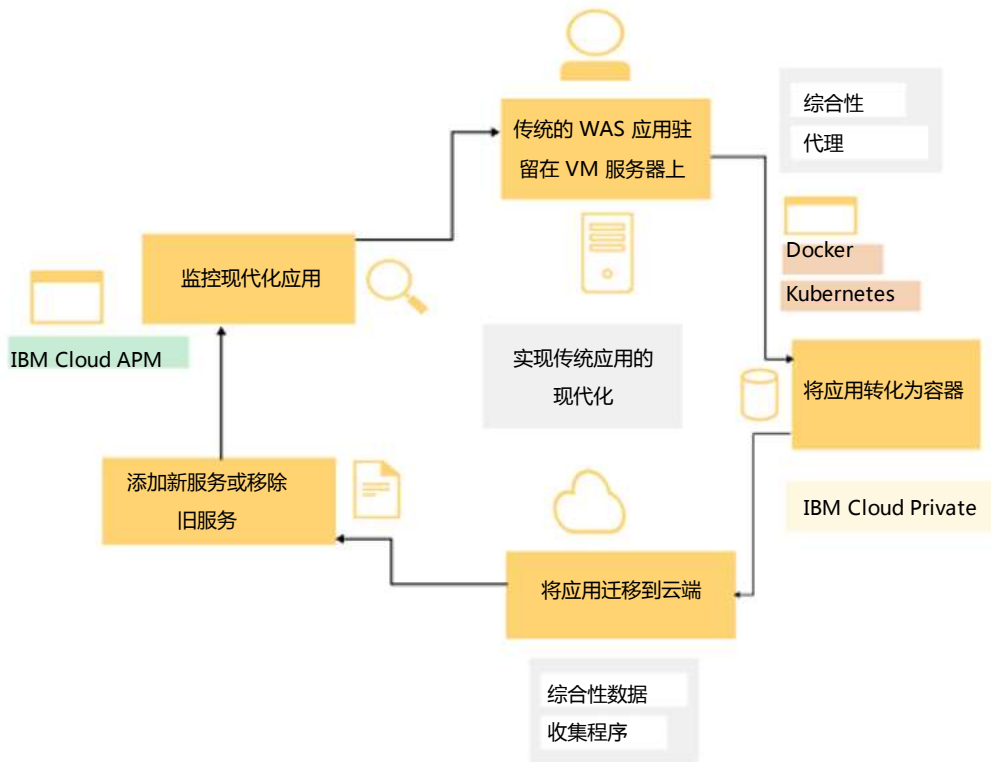 传统的 WAS 应用驻
留在 VM 服务器上
综合性
代理
Docker
Kubernetes
监控现代化应用
IBM Cloud APM
实现传统应用的
现代化
将应用转化为容器
添加新服务或移除
旧服务
IBM Cloud Private
将应用迁移到云端
综合性数据
收集程序